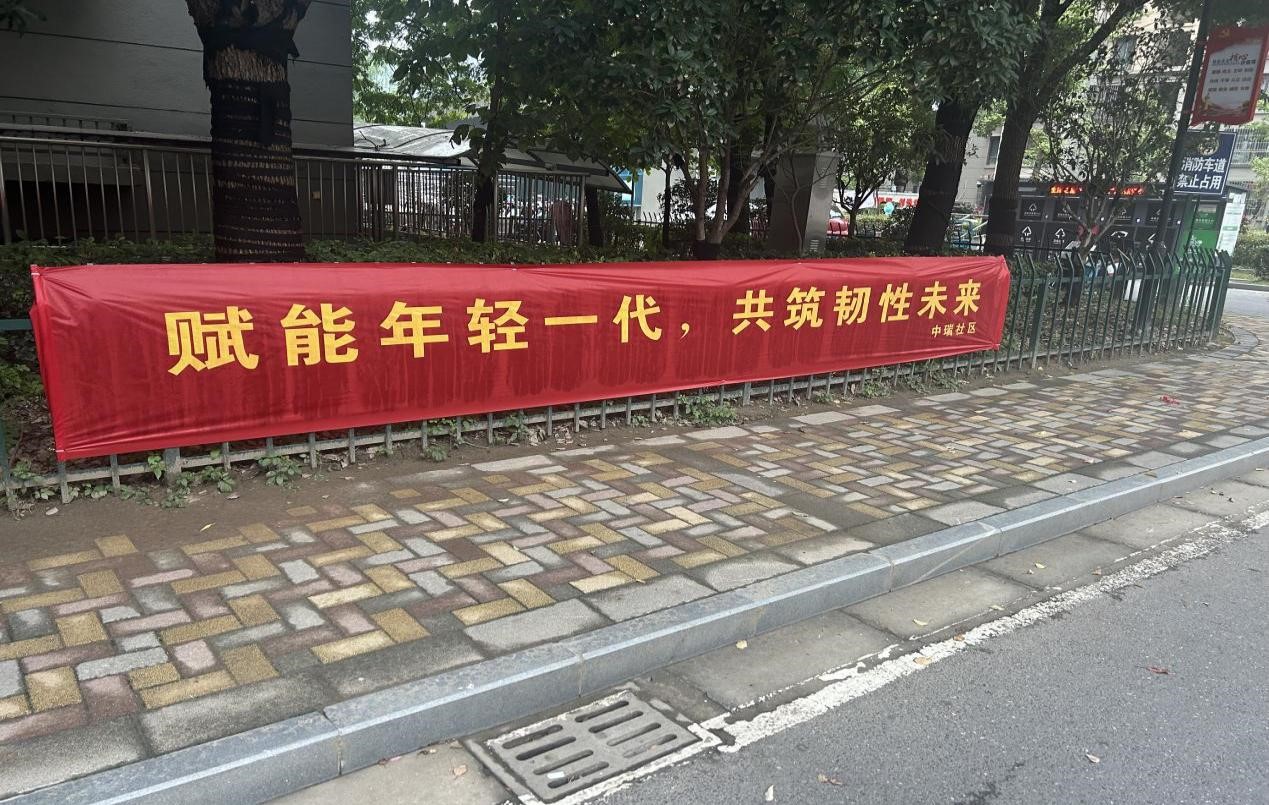 赋能年轻一代，共筑韧性未来
中瑞社区
消防车道
禁止占用